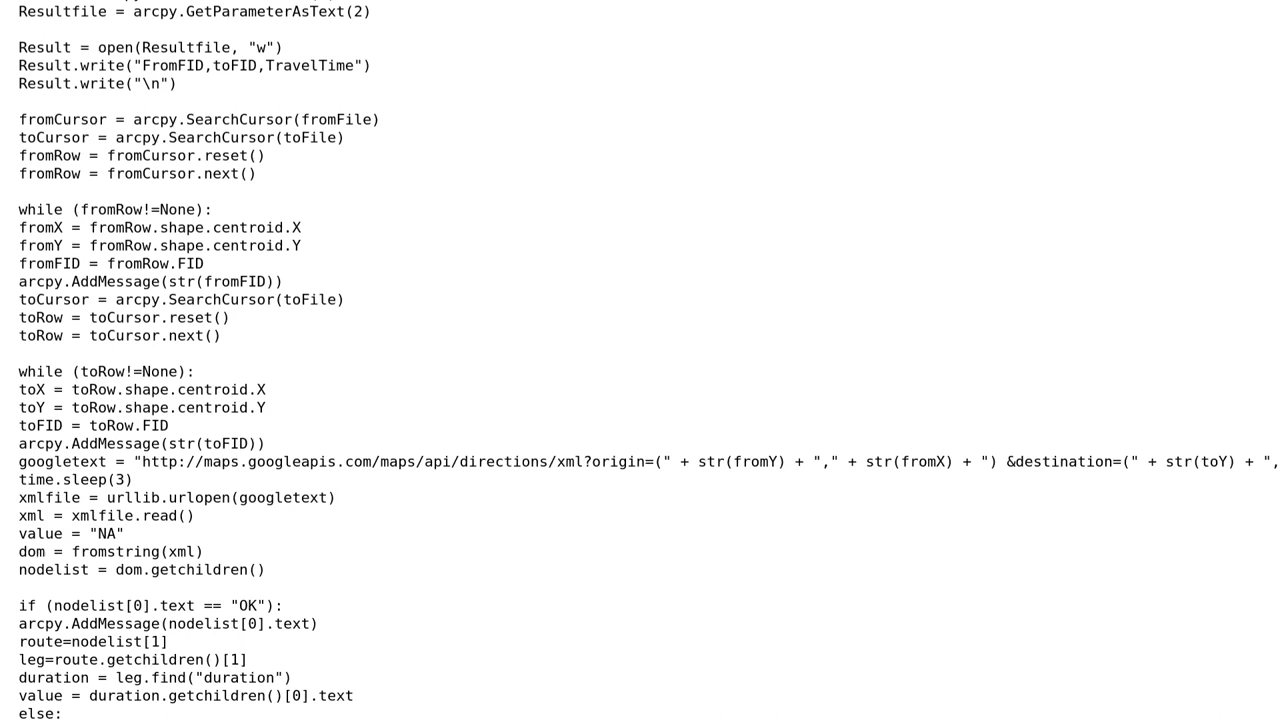 Resultfile = arcpy.GetParameterAsText(2)
Result = open(Resultfile, "w")
Result.write("FromFID,toFID,TravelTime")
Result.write("\n")
fromCursor = arcpy.SearchCursor(fromFile)
toCursor = arcpy.SearchCursor(toFile)
fromRow = fromCursor.reset()
fromRow = fromCursor.next()
while (fromRow!=None):
fromX = fromRow.shape.centroid.X
fromY = fromRow.shape.centroid.Y
fromFID = fromRow.FID
arcpy.AddMessage(str(fromFID))
toCursor = arcpy.SearchCursor(toFile)
toRow = toCursor.reset()
toRow = toCursor.next()
while (toRow!=None):
toX = toRow.shape.centroid.X
toY = toRow.shape.centroid.Y
toFID = toRow.FID
arcpy.AddMessage(str(toFID))
googletext = "http://maps.googleapis.com/maps/api/directions/xml?origin=(" + str(fromY) + "," + str(fromX) + ") &destination=(" + str(toY) + ",
time.sleep(3)
xmlfile = urllib.urlopen(googletext)
xml = xmlfile.read()
value = "NA"
dom = fromstring(xml)
nodelist = dom.getchildren()
if (nodelist[0].text == "OK"):
arcpy.AddMessage(nodelist[0].text)
route=nodelist[1]
leg=route.getchildren()[1]
duration = leg.find("duration")
value = duration.getchildren()[0].text
else: